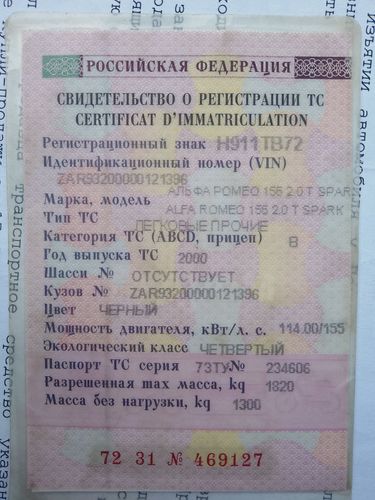 РОССИЙСКАЯ ФЕДЕРАЦИЯ
СВИДЕТЕЛЬСТВО О РЕГИСТРАЦИИ ТС
CERTIFICAT D'IMMATRICULATION
Регистрационный знак Н911ТВ72
Идентификационный номер (VIN)
ZAR93200000121396
АЛЬФА РОМЕО 156 2.0 T SPARK
Марка, модель ALFA ROMEO 156 2.0 T SPARK
Тип ТС ЛЕГКОВЫЕ ПРОЧИЕ
Категория ТС (ABCD, прицеп) B
Год выпуска ТС 2000
Шасси № ОТСУТСТВУЕТ
Кузов № ZAR93200000121396
Цвет ЧЕРНЫЙ
Мощность двигателя, кВт/л. с. 114.00/155
Экологический класс ЧЕТВЕРТЫЙ
Паспорт ТС серия 73ТУ № 234606
Разрешенная max масса, kg 1820
Масса без нагрузки, kg 1300
72 31 № 469127
изъятии
транспортное средство указан